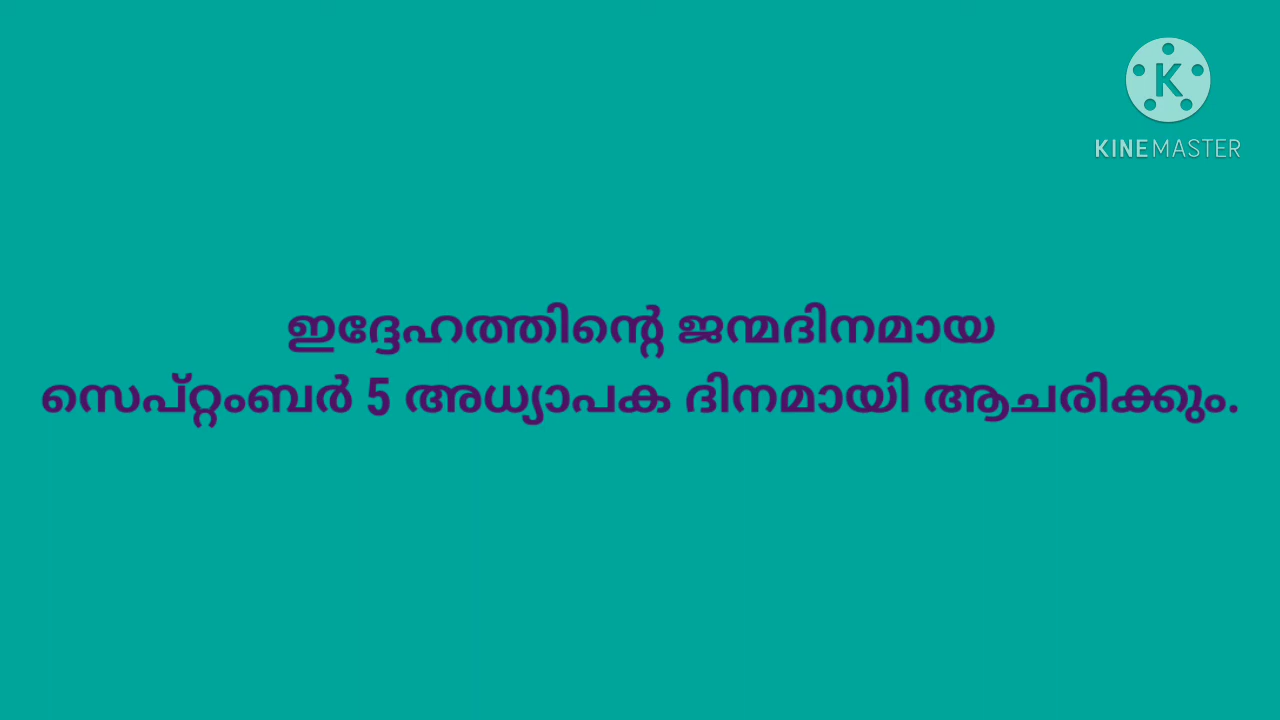 K
KINEMASTER
ഇദ്ദേഹത്തിന്റെ ജന്മദിനമായ
സെപ്റ്റംബർ 5 അധ്യാപക ദിനമായി ആചരിക്കും.